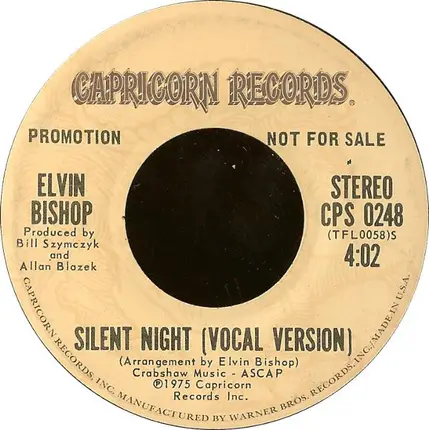 CAPRICORN RECORDS®
PROMOTION
NOT FOR SALE
ELVIN
BISHOP
Produced by
Bill Szymczyk
and
Allan Blazek
STEREO
CPS 0248
(TFL0058)S
4:02
SILENT NIGHT (VOCAL VERSION)
(Arrangement by Elvin Bishop)
Crabshaw Music - ASCAP
℗1975 Capricorn
Records Inc.
CAPRICORN RECORDS, INC. MANUFACTURED BY WARNER BROS. RECORDS INC./MADE IN U.S.A.